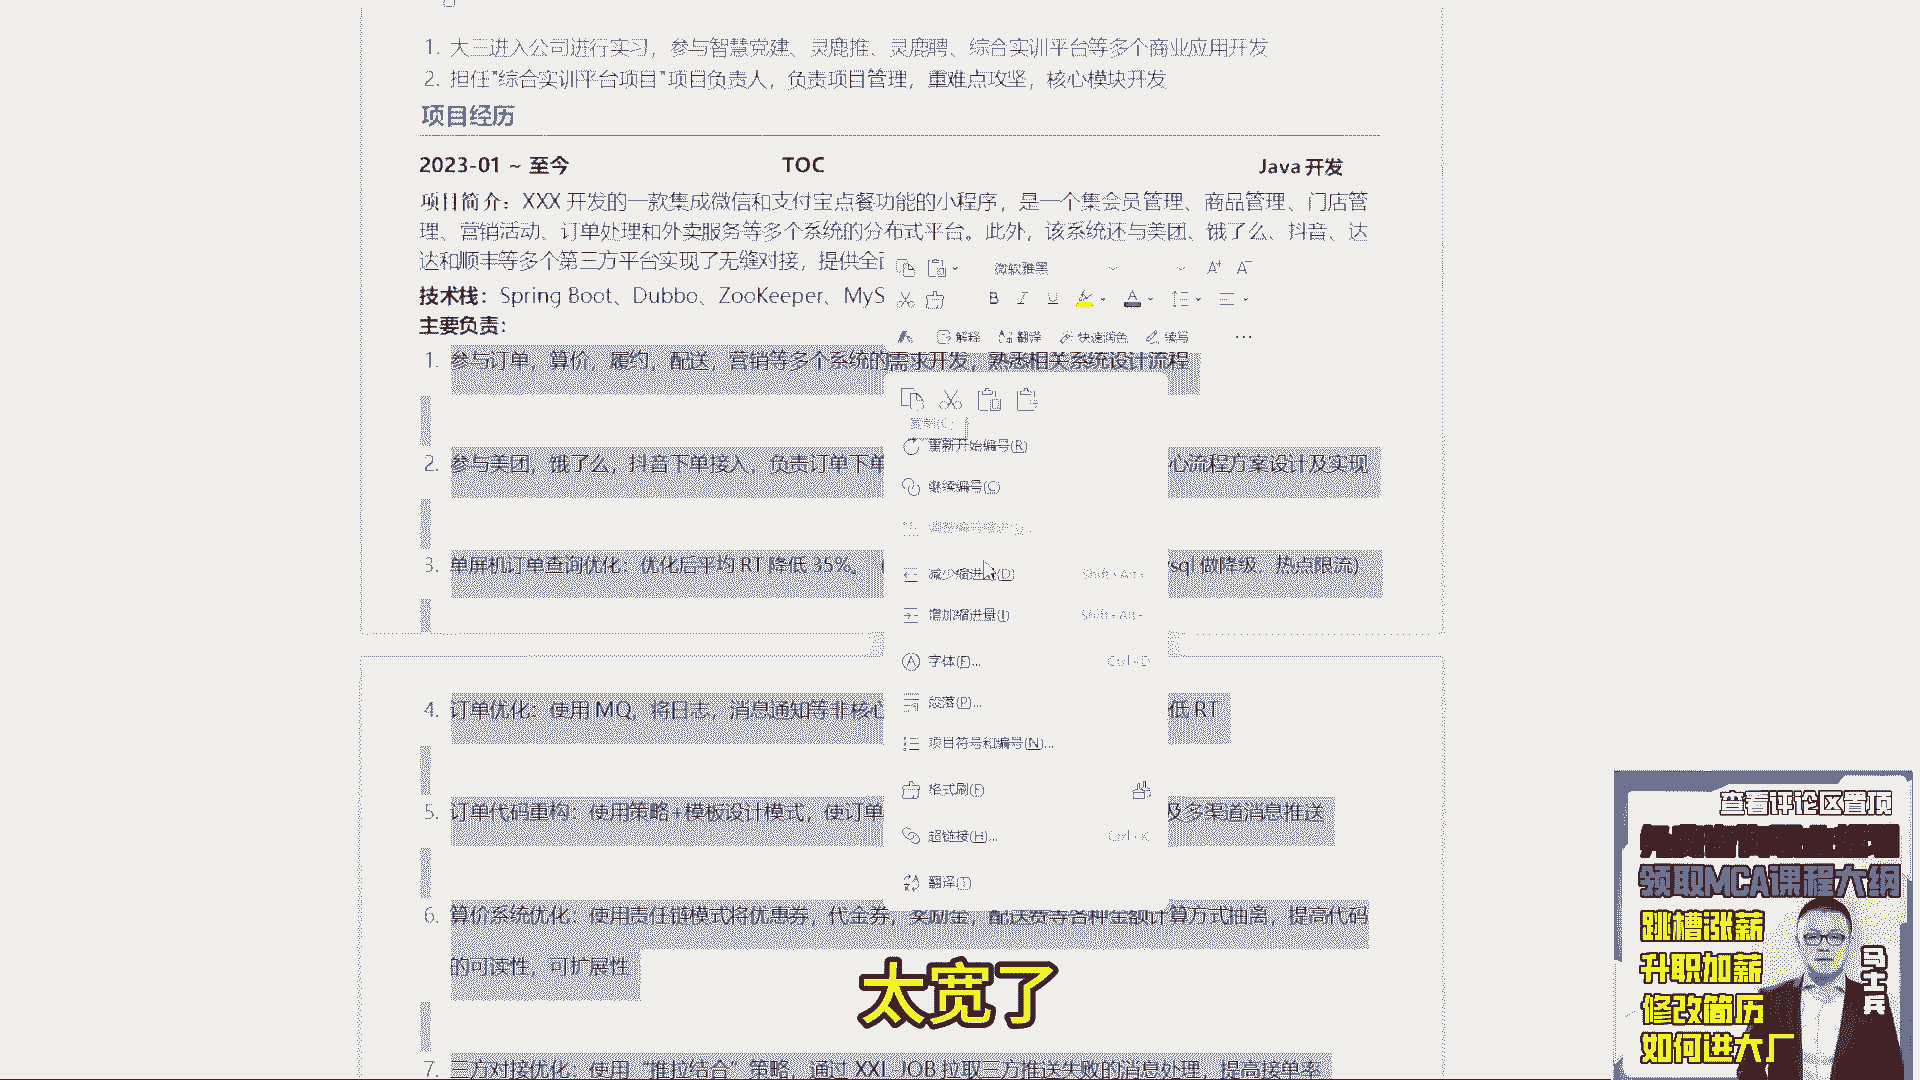 1. 大三进入公司进行实习，参与智慧党建、灵鹿推、灵鹿聘、综合实训平台等多个商业应用开发
2. 担任"综合实训平台项目"项目负责人，负责项目管理，重难点攻坚，核心模块开发
项目经历
2023-01 ~ 至今 TOC Java 开发
项目简介：XXX 开发的一款集成微信和支付宝点餐功能的小程序，是一个集会员管理、商品管理、门店管
理、营销活动、订单处理和外卖服务等多个系统的分布式平台。此外，该系统还与美团、饿了么、抖音、达
达和顺丰等多个第三方平台实现了无缝对接，提供全
微软雅黑
技术栈：Spring Boot、Dubbo、ZooKeeper、MyS
B I U A
主要负责：
解释 翻译 快速润色 续写 ...
1. 参与订单，算价，履约，配送，营销等多个系统的需求开发，熟悉相关系统设计流程
复制(C)
重新开始编号(R)
2. 参与美团，饿了么，抖音下单接入，负责订单下单
心流程方案设计及实现
继续编号(C)
3. 单屏机订单查询优化：优化后平均 RT 降低 35%。
sql 做降级，热点限流）
减少缩进量(D) Shift+Alt+
增加缩进量(I) Shift+Alt+
字体(F)... Ctrl+D
段落(P)...
4. 订单优化：使用 MQ，将日志，消息通知等非核心
低 RT
项目符号和编号(N)...
格式刷(F)
5. 订单代码重构：使用策略+模板设计模式，使订单
及多渠道消息推送
超链接(H)... Ctrl+K
翻译(T)
6. 算价系统优化：使用责任链模式将优惠券，代金券，奖励金，配送费等各种金额计算方式抽离，提高代码
的可读性，可扩展性
7. 三方对接优化：使用 "推拉结合" 策略，通过 XXL-JOB 拉取三方推送失败的消息处理，提高接单率
太宽了
查看评论区置顶
领取MCA课程大纲
跳槽涨薪
升职加薪
修改简历
如何进大厂
马士兵